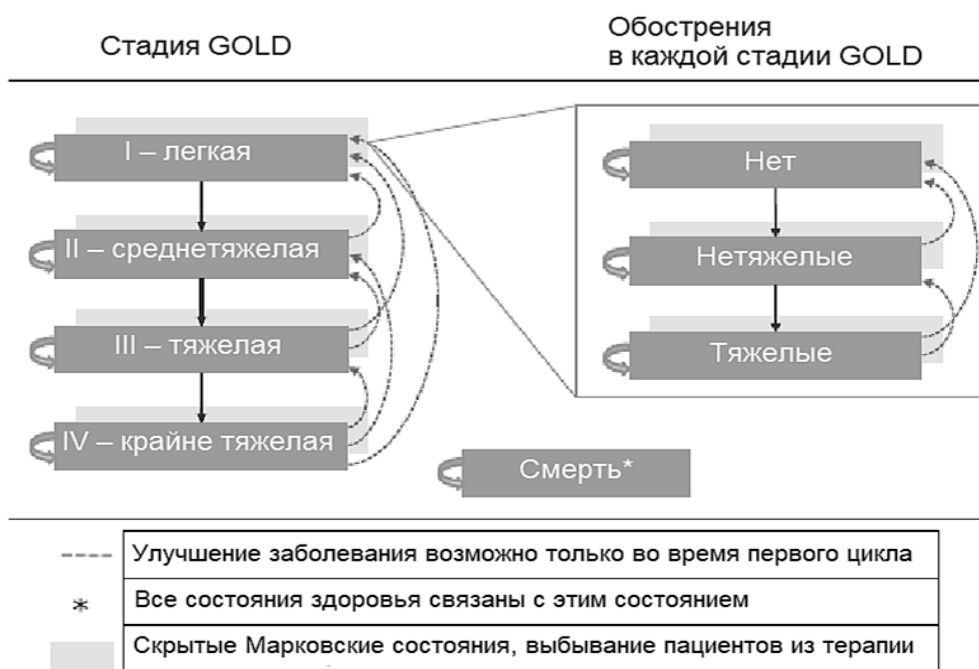 Стадия GOLD
Обострения
в каждой стадии GOLD
I – легкая
II – среднетяжелая
III – тяжелая
IV – крайне тяжелая
Нет
Нетяжелые
Тяжелые
Смерть*
Улучшение заболевания возможно только во время первого цикла
* Все состояния здоровья связаны с этим состоянием
Скрытые Марковские состояния, выбывание пациентов из терапии